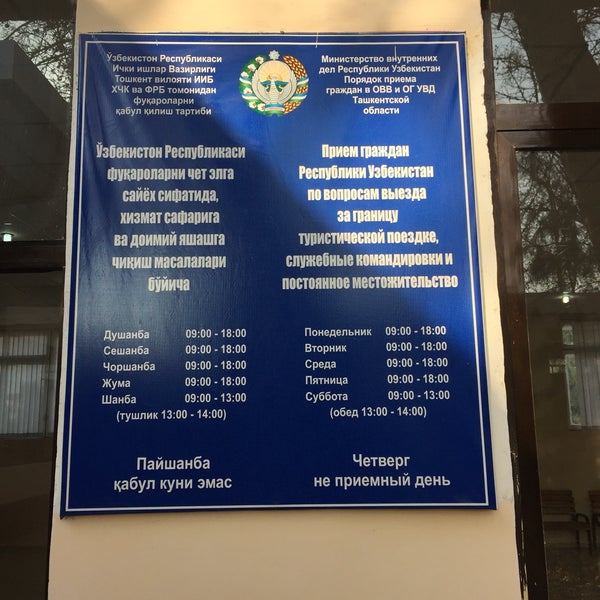 Ўзбекистон Республикаси
Ички ишлар Вазирлиги
Тошкент вилояти ИИБ
ХЧК ва ФРБ томонидан
фуқароларни
қабул қилиш тартиби
Министерство внутренних
дел Республики Узбекистан
Порядок приема
граждан в ОВВ и ОГ УВД
Ташкентской
области
Ўзбекистон Республикаси
фуқароларни чет элга
сайёҳ сифатида,
хизмат сафарига
ва доимий яшашга
чиқиш масалалари
бўйича
Прием граждан
Республики Узбекистан
по вопросам выезда
за границу
туристической поездке,
служебные командировки и
постоянное местожительство
Душанба 09:00 - 18:00
Сешанба 09:00 - 18:00
Чоршанба 09:00 - 18:00
Жума 09:00 - 18:00
Шанба 09:00 - 13:00
(тушлик 13:00 - 14:00)
Понедельник 09:00 - 18:00
Вторник 09:00 - 18:00
Среда 09:00 - 18:00
Пятница 09:00 - 18:00
Суббота 09:00 - 13:00
(обед 13:00 - 14:00)
Пайшанба
қабул куни эмас
Четверг
не приемный день